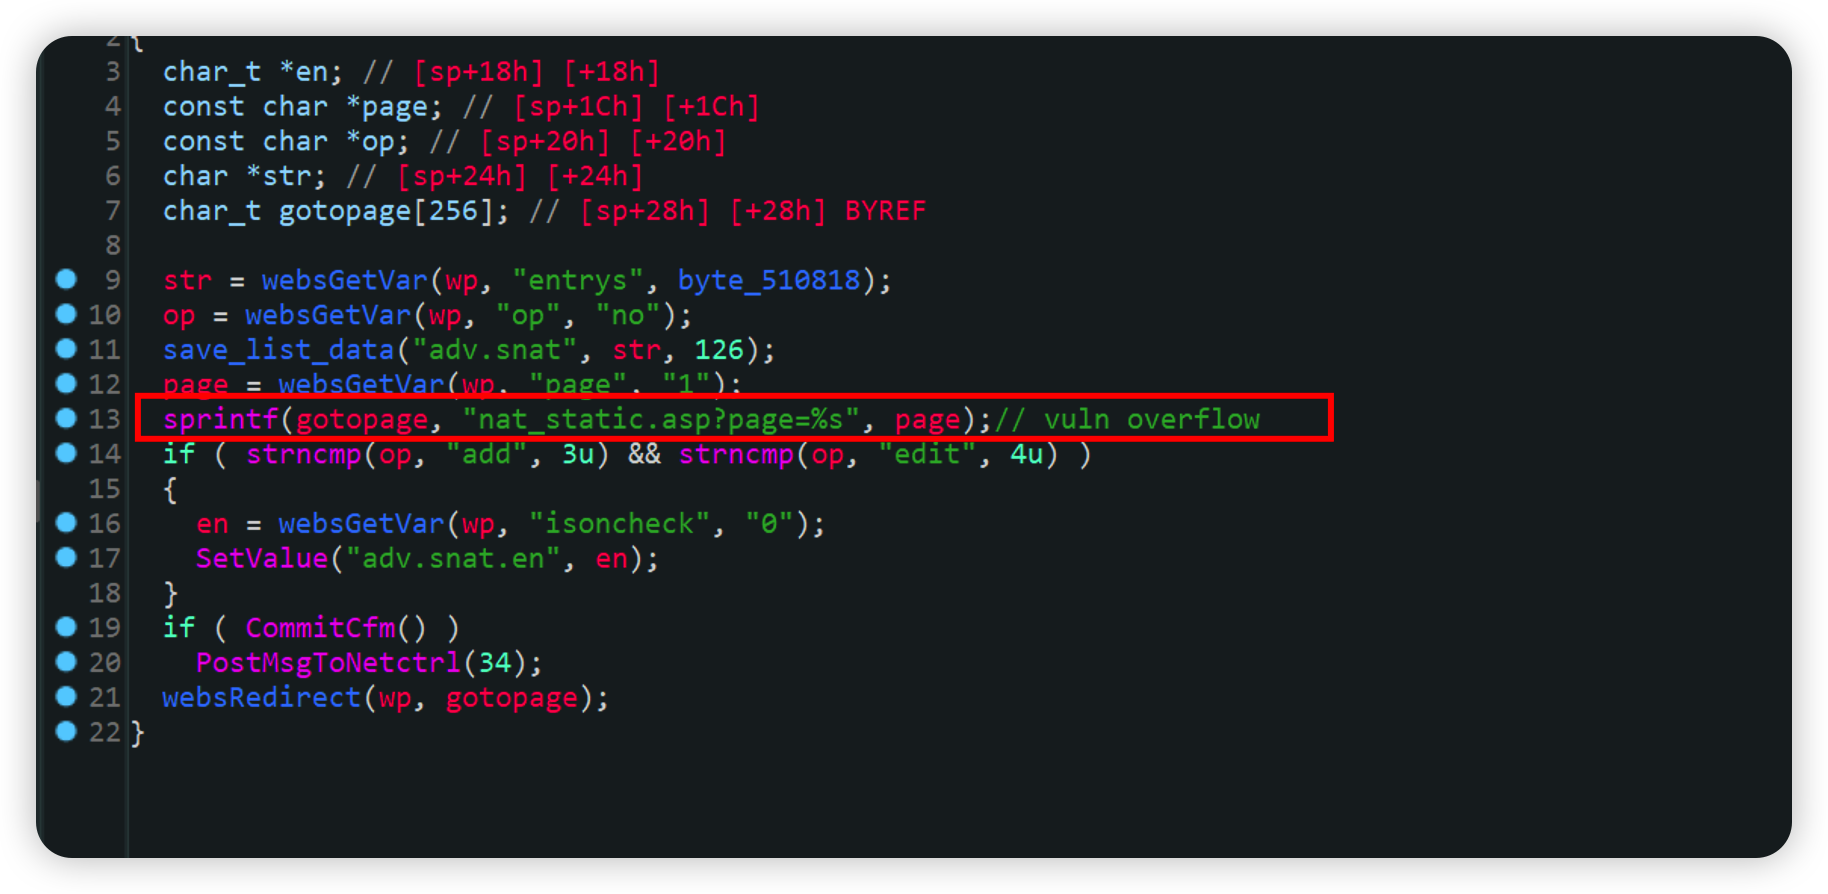 2 {
3 char_t *en; // [sp+18h] [+18h]
4 const char *page; // [sp+1Ch] [+1Ch]
5 const char *op; // [sp+20h] [+20h]
6 char *str; // [sp+24h] [+24h]
7 char_t gotopage[256]; // [sp+28h] [+28h] BYREF
8
9 str = websGetVar(wp, "entrys", byte_510818);
10 op = websGetVar(wp, "op", "no");
11 save_list_data("adv.snat", str, 126);
12 page = websGetVar(wp, "page", "1");
13 sprintf(gotopage, "nat_static.asp?page=%s", page);// vuln overflow
14 if ( strncmp(op, "add", 3u) && strncmp(op, "edit", 4u) )
15 {
16 en = websGetVar(wp, "isoncheck", "0");
17 SetValue("adv.snat.en", en);
18 }
19 if ( CommitCfm() )
20 PostMsgToNetctrl(34);
21 websRedirect(wp, gotopage);
22 }